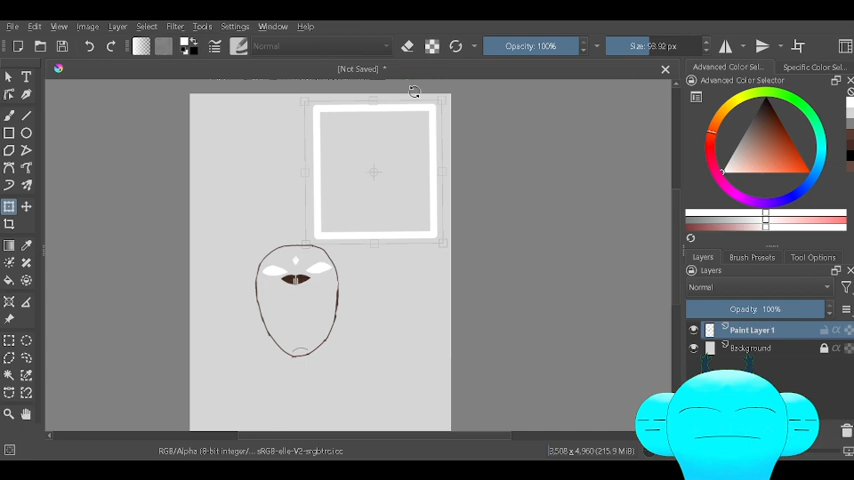 File Edit View Image Layer Select Filter Tools Settings Window Help
Normal Opacity: 100% Size: 93.92 px
[Not Saved] *
Advanced Color Sel... Specific Color Sel...
Advanced Color Selector
Layers Brush Presets Tool Options
Layers
Normal
Opacity: 100%
Paint Layer 1
Background
RGB/Alpha (8-bit integer/... sRGB-elle-V2-srgbtrc.icc 3,508 x 4,960 (215.9 MiB)